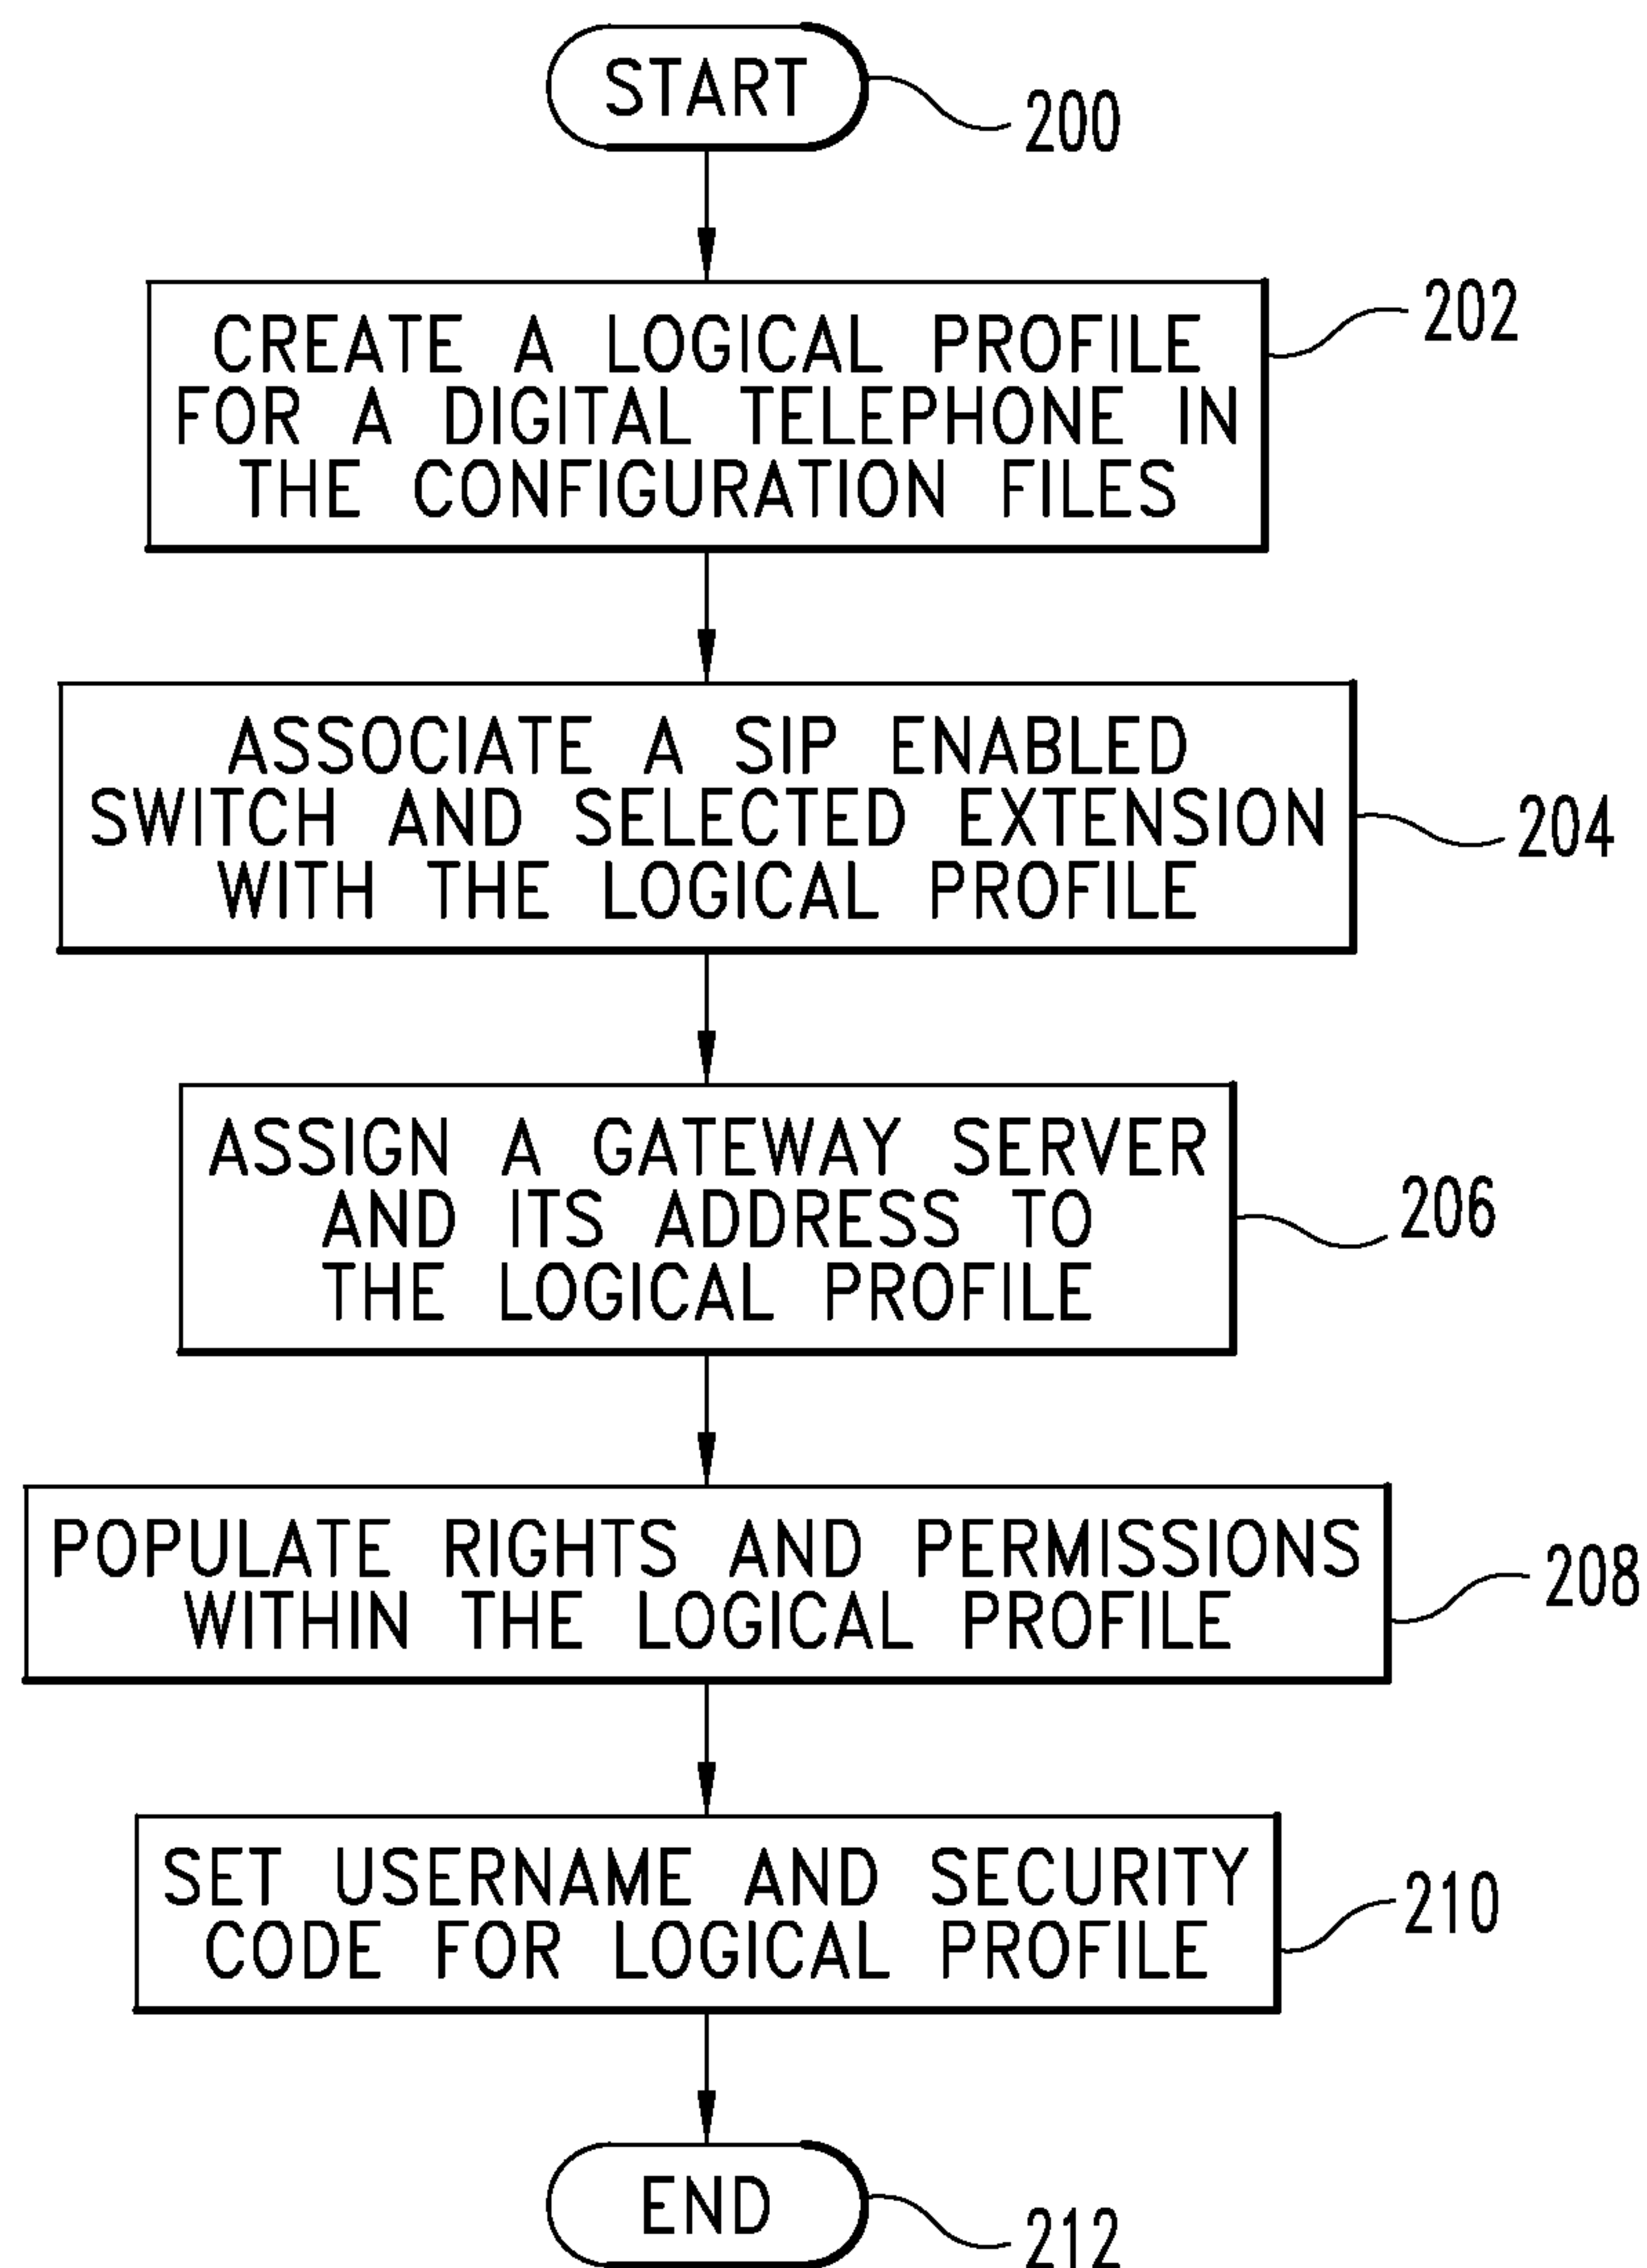 START
200
CREATE A LOGICAL PROFILE
FOR A DIGITAL TELEPHONE IN
THE CONFIGURATION FILES
202
ASSOCIATE A SIP ENABLED
SWITCH AND SELECTED EXTENSION
WITH THE LOGICAL PROFILE
204
ASSIGN A GATEWAY SERVER
AND ITS ADDRESS TO
THE LOGICAL PROFILE
206
POPULATE RIGHTS AND PERMISSIONS
WITHIN THE LOGICAL PROFILE
208
SET USERNAME AND SECURITY
CODE FOR LOGICAL PROFILE
210
END
212